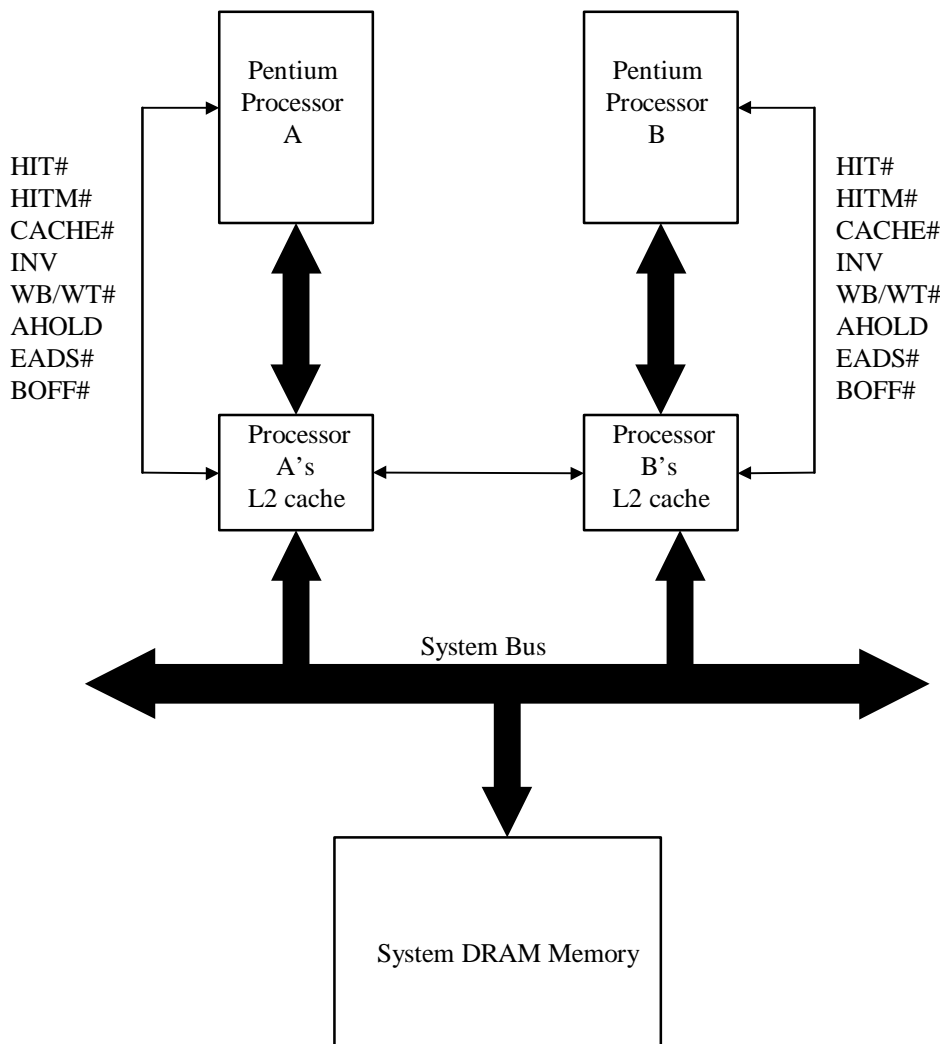 Pentium
Processor
A
Pentium
Processor
B
HIT#
HITM#
CACHE#
INV
WB/WT#
AHOLD
EADS#
BOFF#
HIT#
HITM#
CACHE#
INV
WB/WT#
AHOLD
EADS#
BOFF#
Processor
A’s
L2 cache
Processor
B’s
L2 cache
System Bus
System DRAM Memory